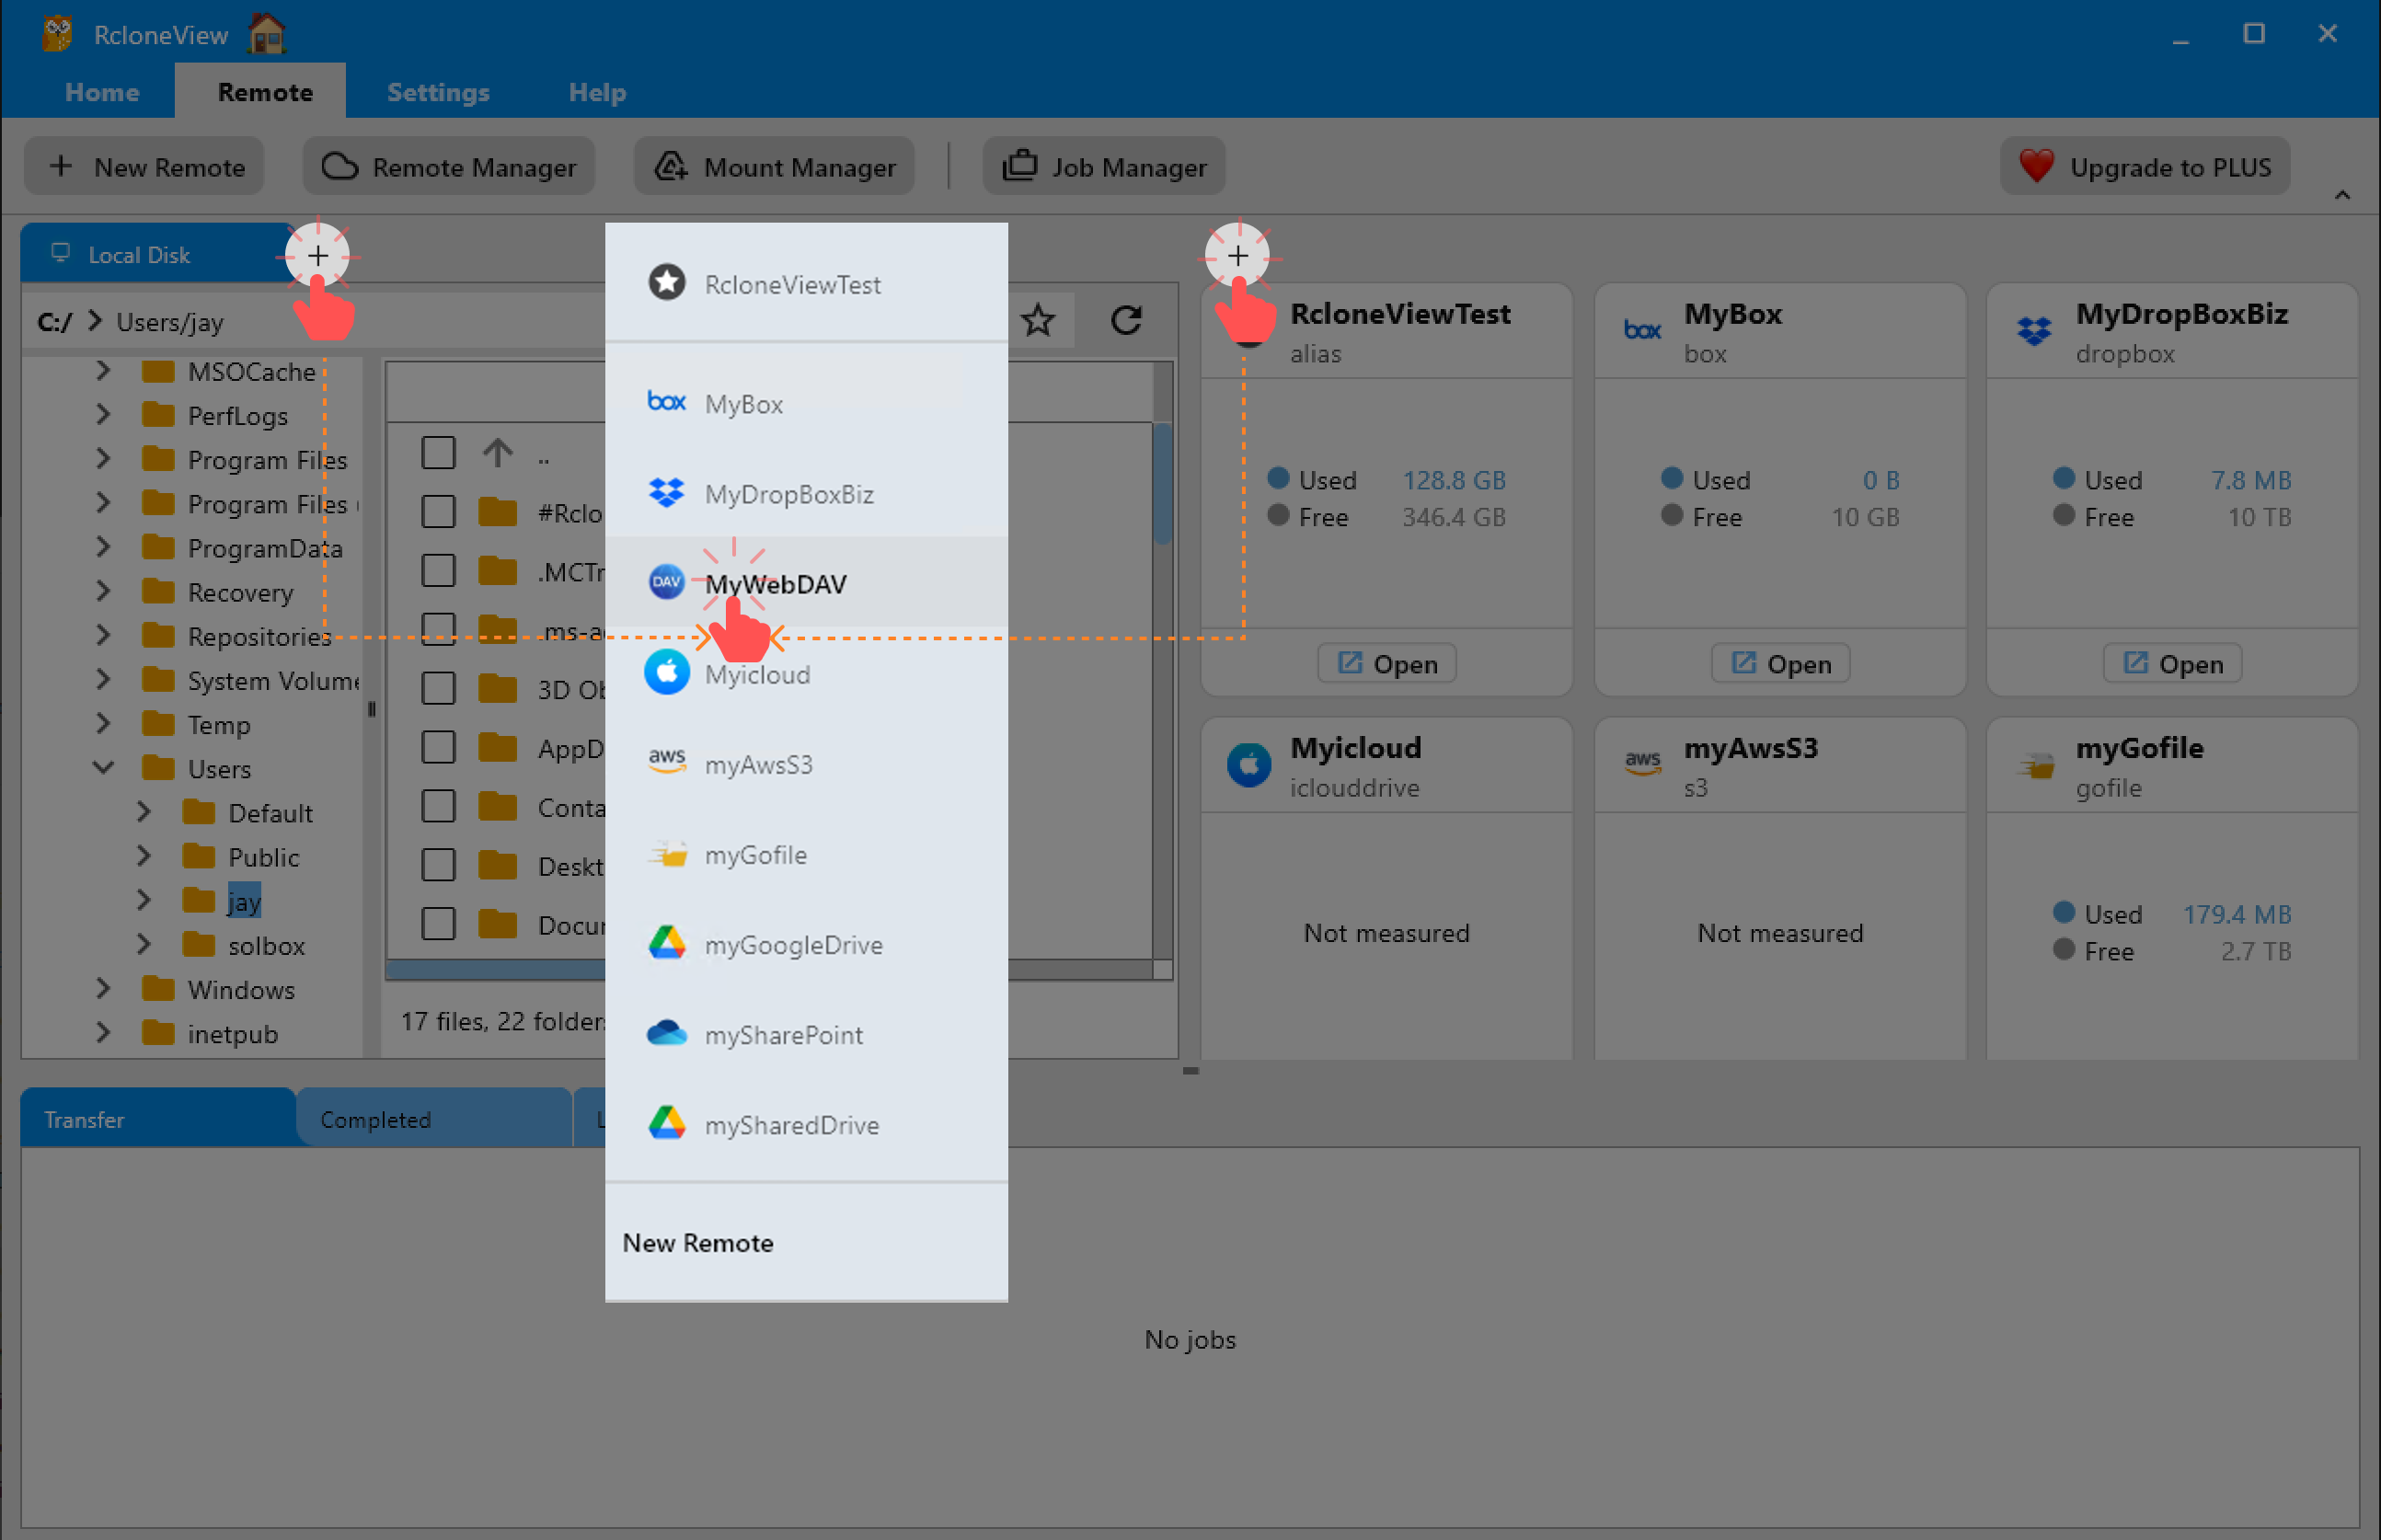 RcloneView
Home
Remote
Settings
Help
New Remote
Remote Manager
Mount Manager
Job Manager
Upgrade to PLUS
Local Disk
C:/ Users/jay
MSOCache
PerfLogs
Program Files
Program Files
ProgramData
Recovery
Repositories
System Volume
Temp
Users
Default
Public
jay
solbox
Windows
inetpub
..
#Rclo
.MCTr
.ms-a
3D Ob
AppD
Conta
Deskt
Docu
17 files, 22 folder
RcloneViewTest
box MyBox
MyDropBoxBiz
DAV MyWebDAV
Myicloud
aws myAwsS3
myGofile
myGoogleDrive
mySharePoint
mySharedDrive
New Remote
RcloneViewTest
alias
Used 128.8 GB
Free 346.4 GB
Open
box MyBox
box
Used 0 B
Free 10 GB
Open
MyDropBoxBiz
dropbox
Used 7.8 MB
Free 10 TB
Open
Myicloud
iclouddrive
Not measured
aws myAwsS3
s3
Not measured
myGofile
gofile
Used 179.4 MB
Free 2.7 TB
Transfer
Completed
L
No jobs